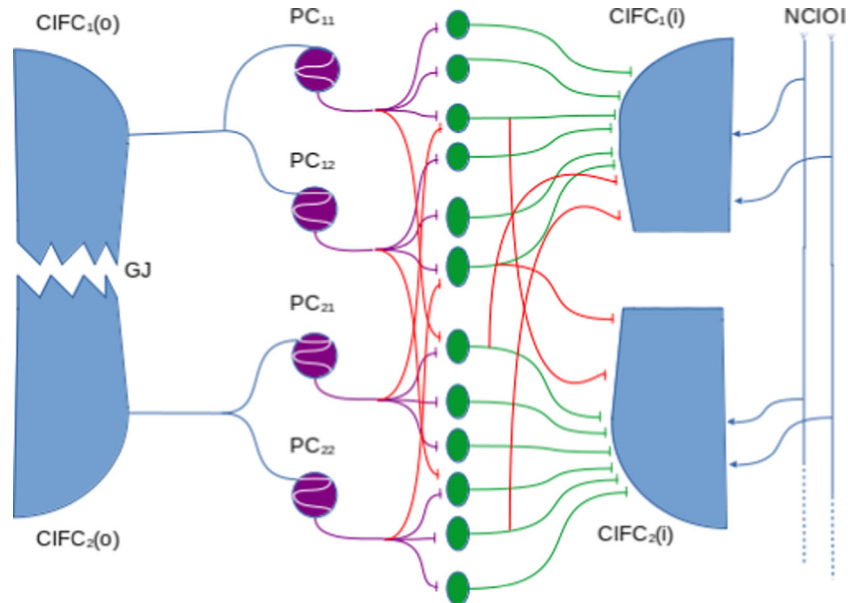 CIFC₁(o)
PC₁₁
CIFC₁(i)
NCIOI
PC₁₂
GJ
PC₂₁
PC₂₂
CIFC₂(o)
CIFC₂(i)